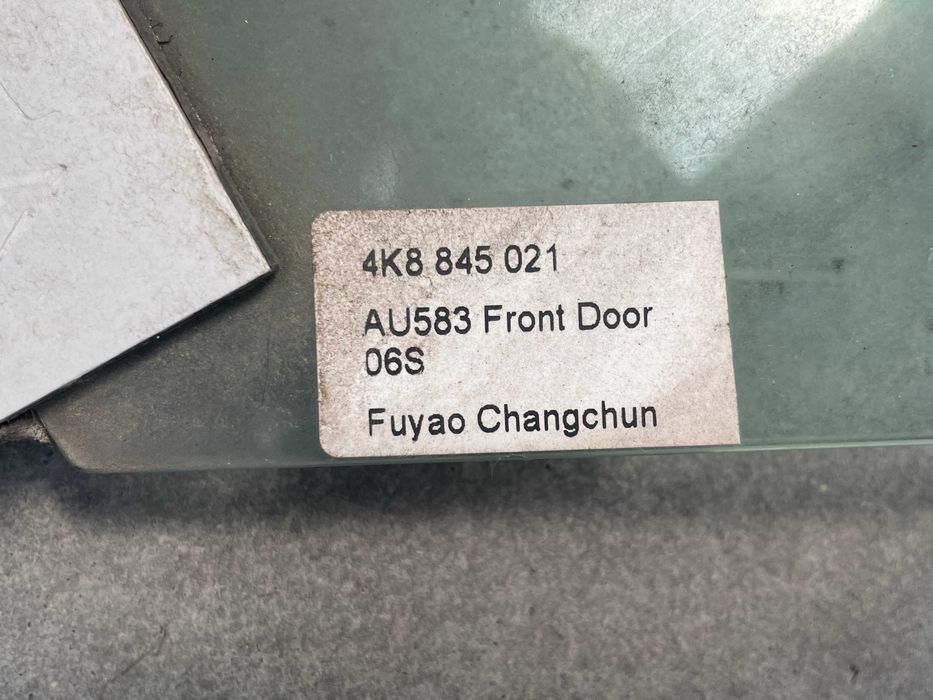 4K8 845 021
AU583 Front Door
06S
Fuyao Changchun